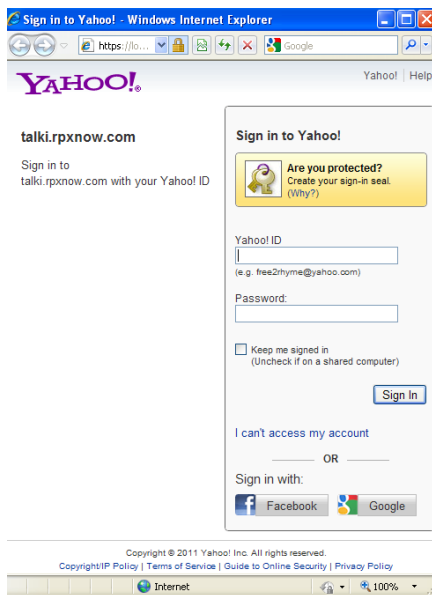 Sign in to Yahoo! - Windows Internet Explorer
https://lo...
Google
YAHOO!®
Yahoo! | Help
talki.rpxnow.com
Sign in to
talki.rpxnow.com with your Yahoo! ID
Sign in to Yahoo!
Are you protected?
Create your sign-in seal.
(Why?)
Yahoo! ID
(e.g. free2rhyme@yahoo.com)
Password:
Keep me signed in
(Uncheck if on a shared computer)
Sign In
I can't access my account
OR
Sign in with:
Facebook
Google
Copyright © 2011 Yahoo! Inc. All rights reserved.
Copyright/IP Policy | Terms of Service | Guide to Online Security | Privacy Policy
Internet
100%